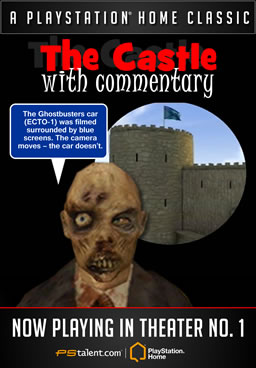 A PLAYSTATION® HOME CLASSIC
The Castle
with commentary
The Ghostbusters car
(ECTO-1) was filmed
surrounded by blue
screens. The camera
moves – the car doesn't.
NOW PLAYING IN THEATER NO. 1
PStalent.com | PlayStation®Home